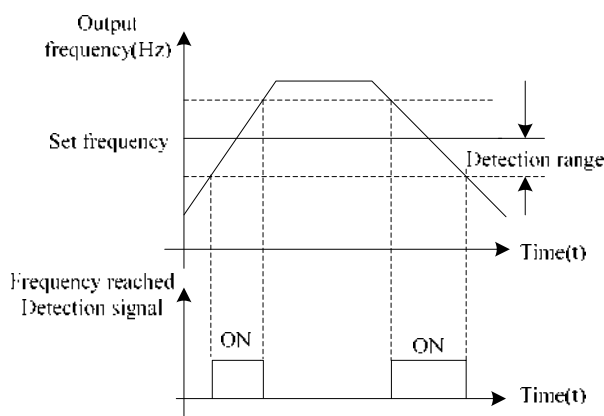 Output
frequency(Hz)
Set frequency
Detection range
Time(t)
Frequency reached
Detection signal
ON
ON
Time(t)